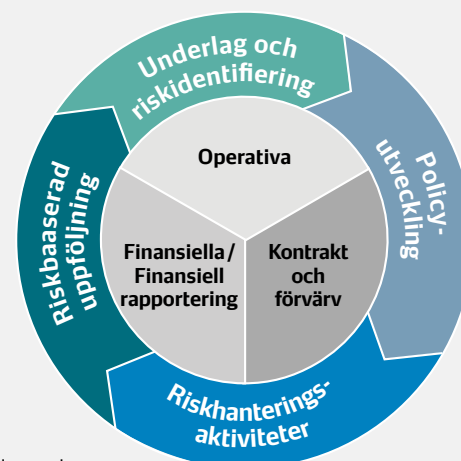 Underlag och
riskidentifiering
Policy-
utveckling
Riskhanterings-
aktiviteter
Riskbaaserad
uppföljning
Operativa
Finansiella/
Finansiell
rapportering
Kontrakt
och
förvärv